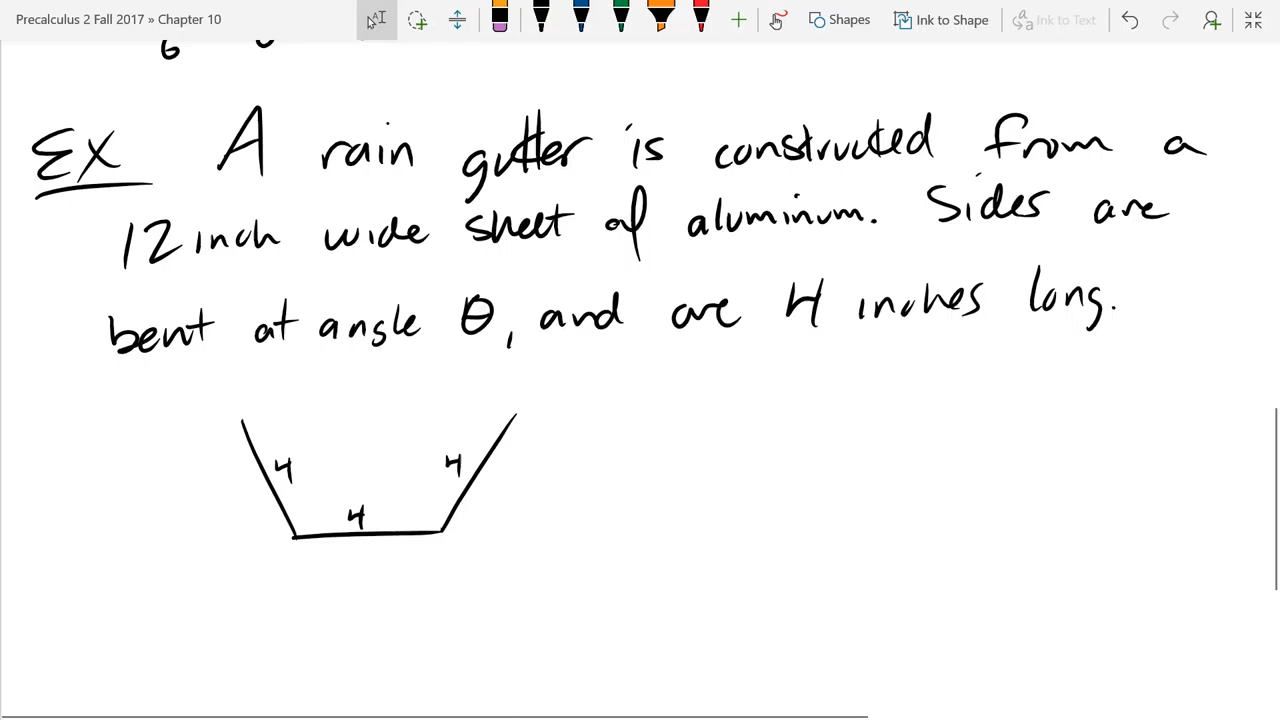 Precalculus 2 Fall 2017 » Chapter 10
Shapes
Ink to Shape
Ink to Text
6
Ex A rain gutter is constructed from a
12 inch wide sheet of aluminum. Sides are
bent at angle θ, and are 4 inches long.
4 4
4